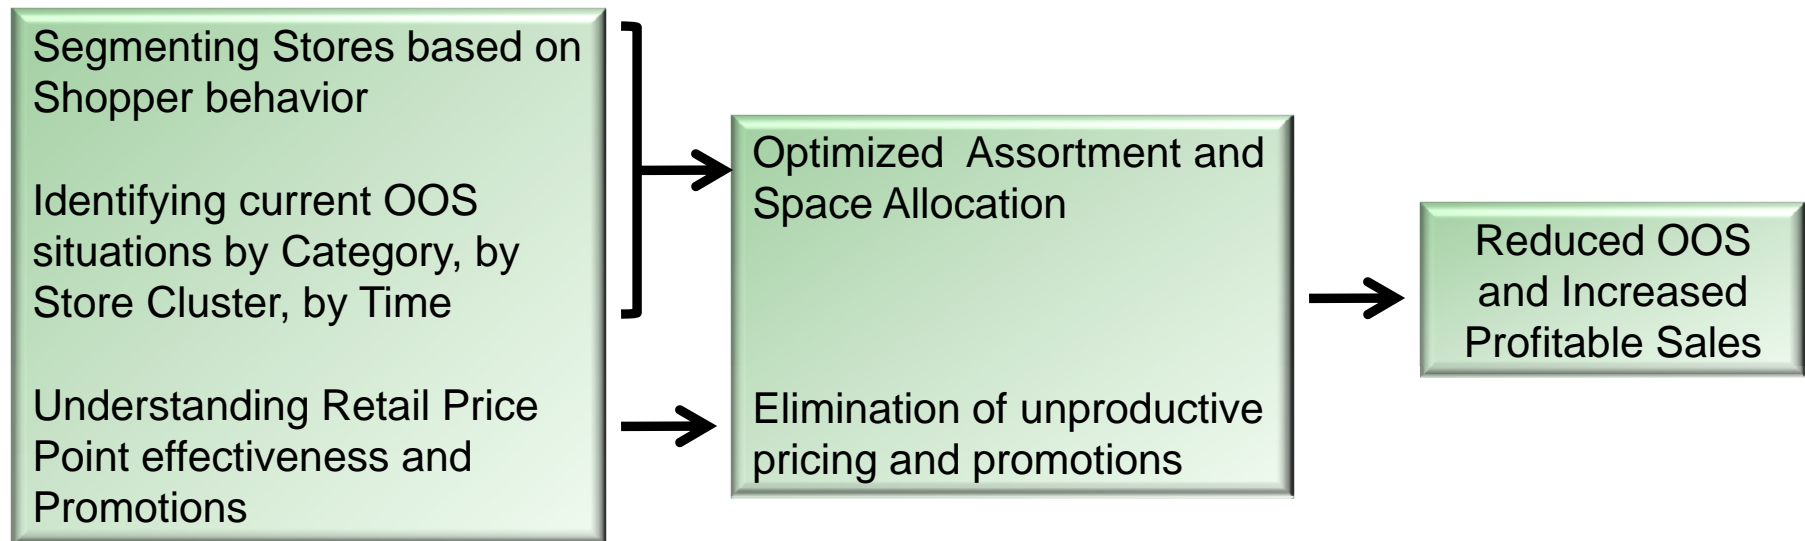 Segmenting Stores based on
Shopper behavior
Identifying current OOS
situations by Category, by
Store Cluster, by Time
Understanding Retail Price
Point effectiveness and
Promotions
Optimized  Assortment and
Space Allocation
Elimination of unproductive
pricing and promotions
Reduced OOS
and Increased
Profitable Sales